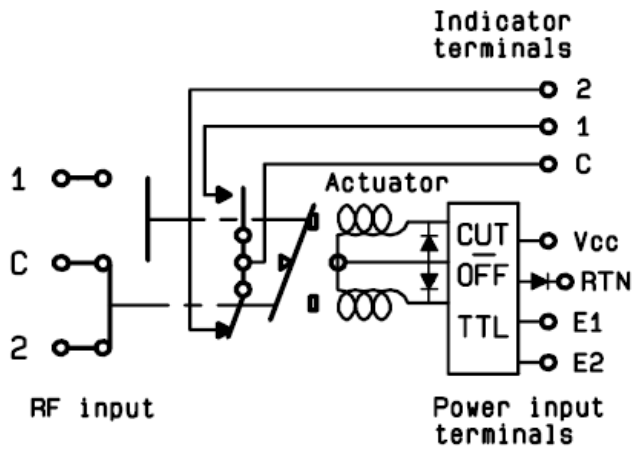 Indicator
terminals
2
1
C
Actuator
1
C
2
RF input
CUT
OFF
TTL
Vcc
RTN
E1
E2
Power input
terminals